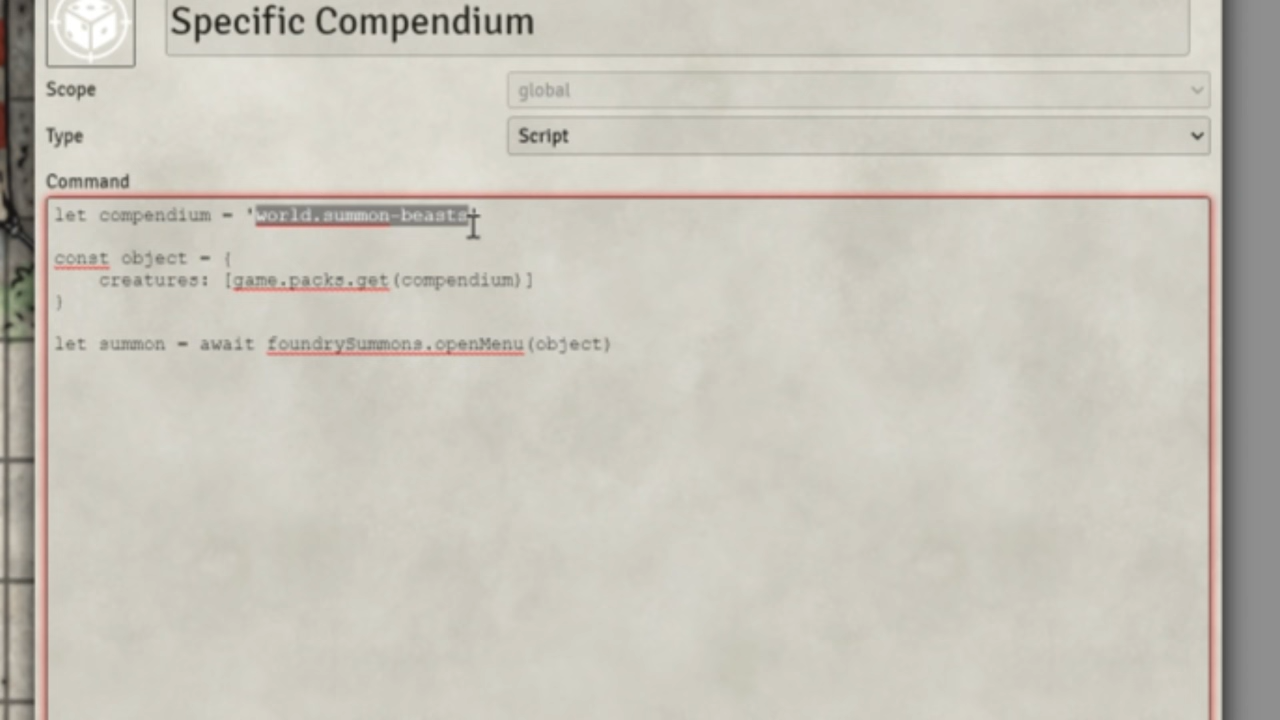 Specific Compendium
Scope
global
Type
Script
Command
let compendium = 'world.summon-beasts'
const object = {
    creatures: [game.packs.get(compendium)]
}
let summon = await foundrySummons.openMenu(object)